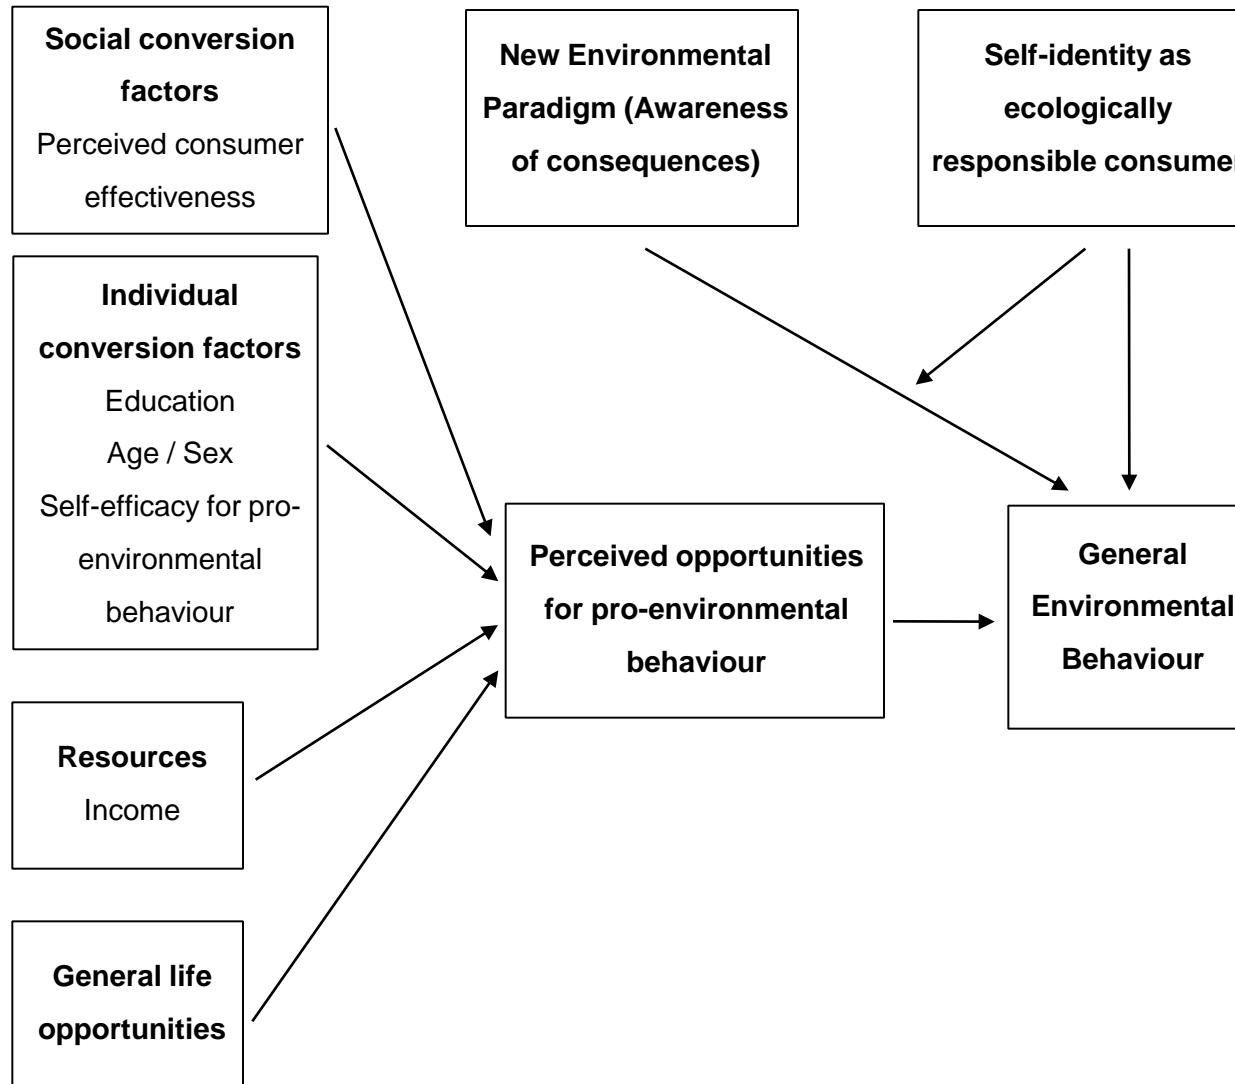 Social conversion
factors
Perceived consumer
effectiveness
New Environmental
Paradigm (Awareness
of consequences)
Self-identity as
ecologically
responsible consumer
Individual
conversion factors
Education
Age / Sex
Self-efficacy for pro-
environmental
behaviour
Perceived opportunities
for pro-environmental
behaviour
General
Environmental
Behaviour
Resources
Income
General life
opportunities